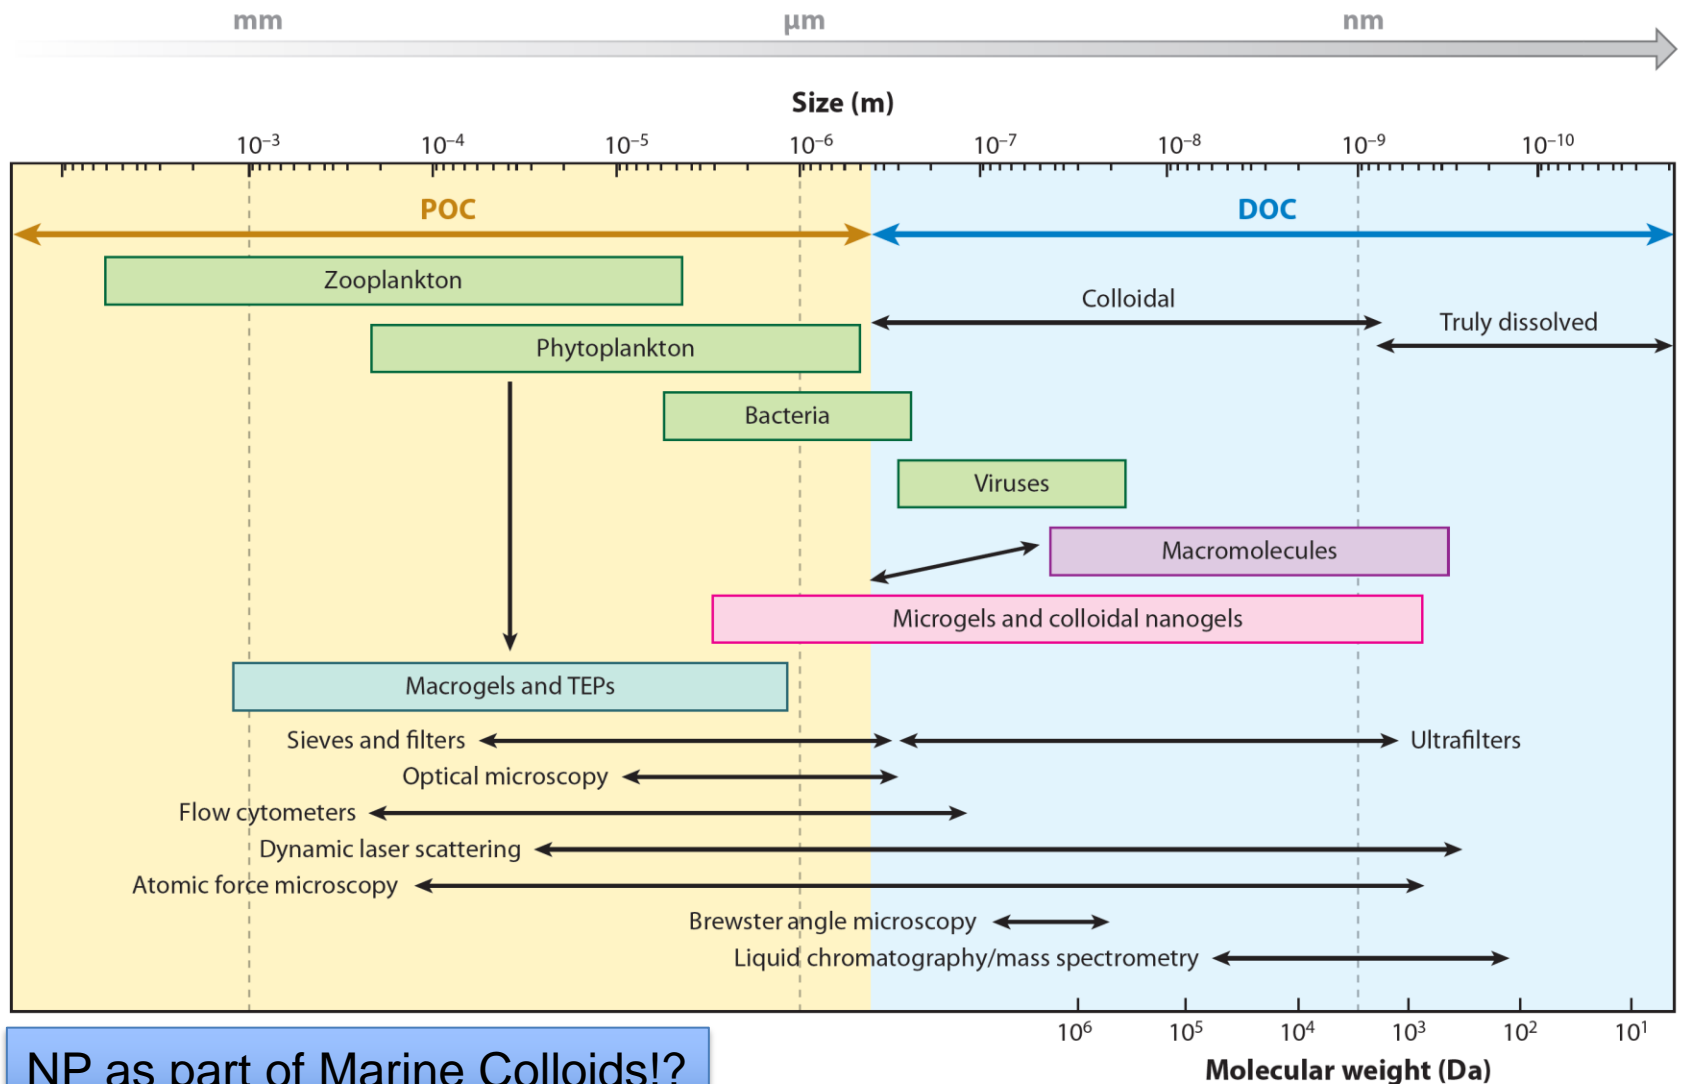 mm µm nm
Size (m)
10⁻³ 10⁻⁴ 10⁻⁵ 10⁻⁶ 10⁻⁷ 10⁻⁸ 10⁻⁹ 10⁻¹⁰
POC DOC
Zooplankton
Colloidal
Truly dissolved
Phytoplankton
Bacteria
Viruses
Macromolecules
Microgels and colloidal nanogels
Macrogels and TEPs
Sieves and filters Ultrafilters
Optical microscopy
Flow cytometers
Dynamic laser scattering
Atomic force microscopy
Brewster angle microscopy
Liquid chromatography/mass spectrometry
10⁶ 10⁵ 10⁴ 10³ 10² 10¹
Molecular weight (Da)
NP as part of Marine Colloids!?